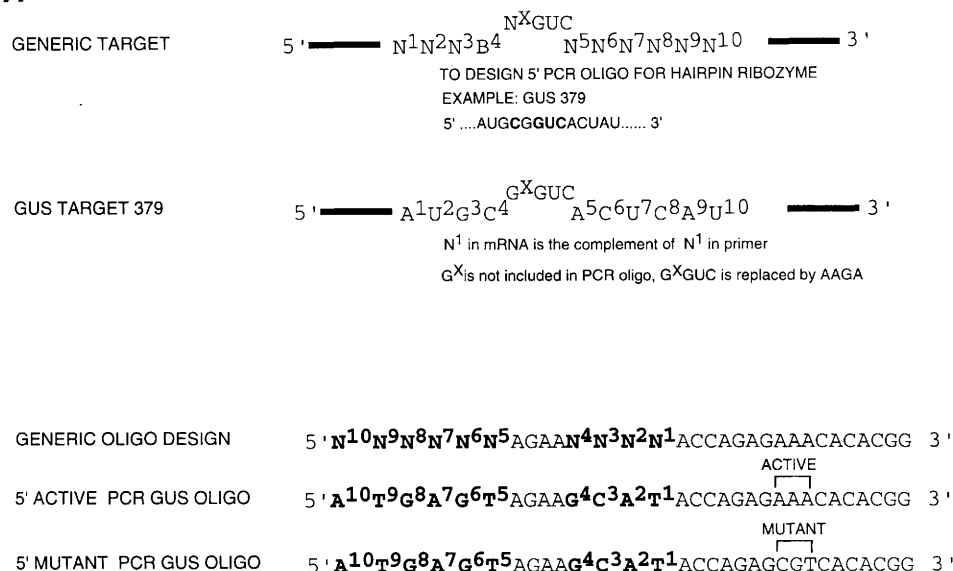 NˣGUC
GENERIC TARGET 5' N¹N²N³B⁴ N⁵N⁶N⁷N⁸N⁹N¹⁰ 3'
TO DESIGN 5' PCR OLIGO FOR HAIRPIN RIBOZYME
EXAMPLE: GUS 379
5' ....AUGCGGUCACUAU...... 3'
GˣGUC
GUS TARGET 379 5' A¹U²G³C⁴ A⁵C⁶U⁷C⁸A⁹U¹⁰ 3'
N¹ in mRNA is the complement of N¹ in primer
Gˣis not included in PCR oligo, GˣGUC is replaced by AAGA
GENERIC OLIGO DESIGN 5'N¹⁰N⁹N⁸N⁷N⁶N⁵AGAAN⁴N³N²N¹ACCAGAGAAACACACGG 3'
ACTIVE
5' ACTIVE PCR GUS OLIGO 5'A¹⁰T⁹G⁸A⁷G⁶T⁵AGAAG⁴C³A²T¹ACCAGAGAAACACACGG 3'
MUTANT
5' MUTANT PCR GUS OLIGO 5'A¹⁰T⁹G⁸A⁷G⁶T⁵AGAAG⁴C³A²T¹ACCAGAGCGTCACACGG 3'